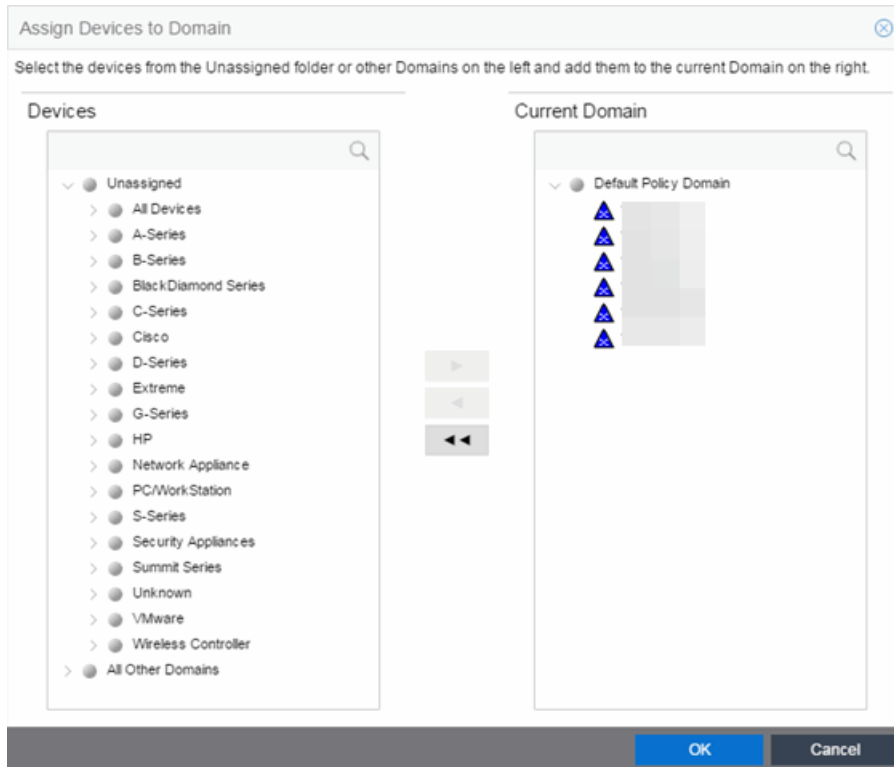 Assign Devices to Domain
Select the devices from the Unassigned folder or other Domains on the left and add them to the current Domain on the right.
Devices
Unassigned
All Devices
A-Series
B-Series
BlackDiamond Series
C-Series
Cisco
D-Series
Extreme
G-Series
HP
Network Appliance
PC/WorkStation
S-Series
Security Appliances
Summit Series
Unknown
VMware
Wireless Controller
All Other Domains
Current Domain
Default Policy Domain
OK
Cancel